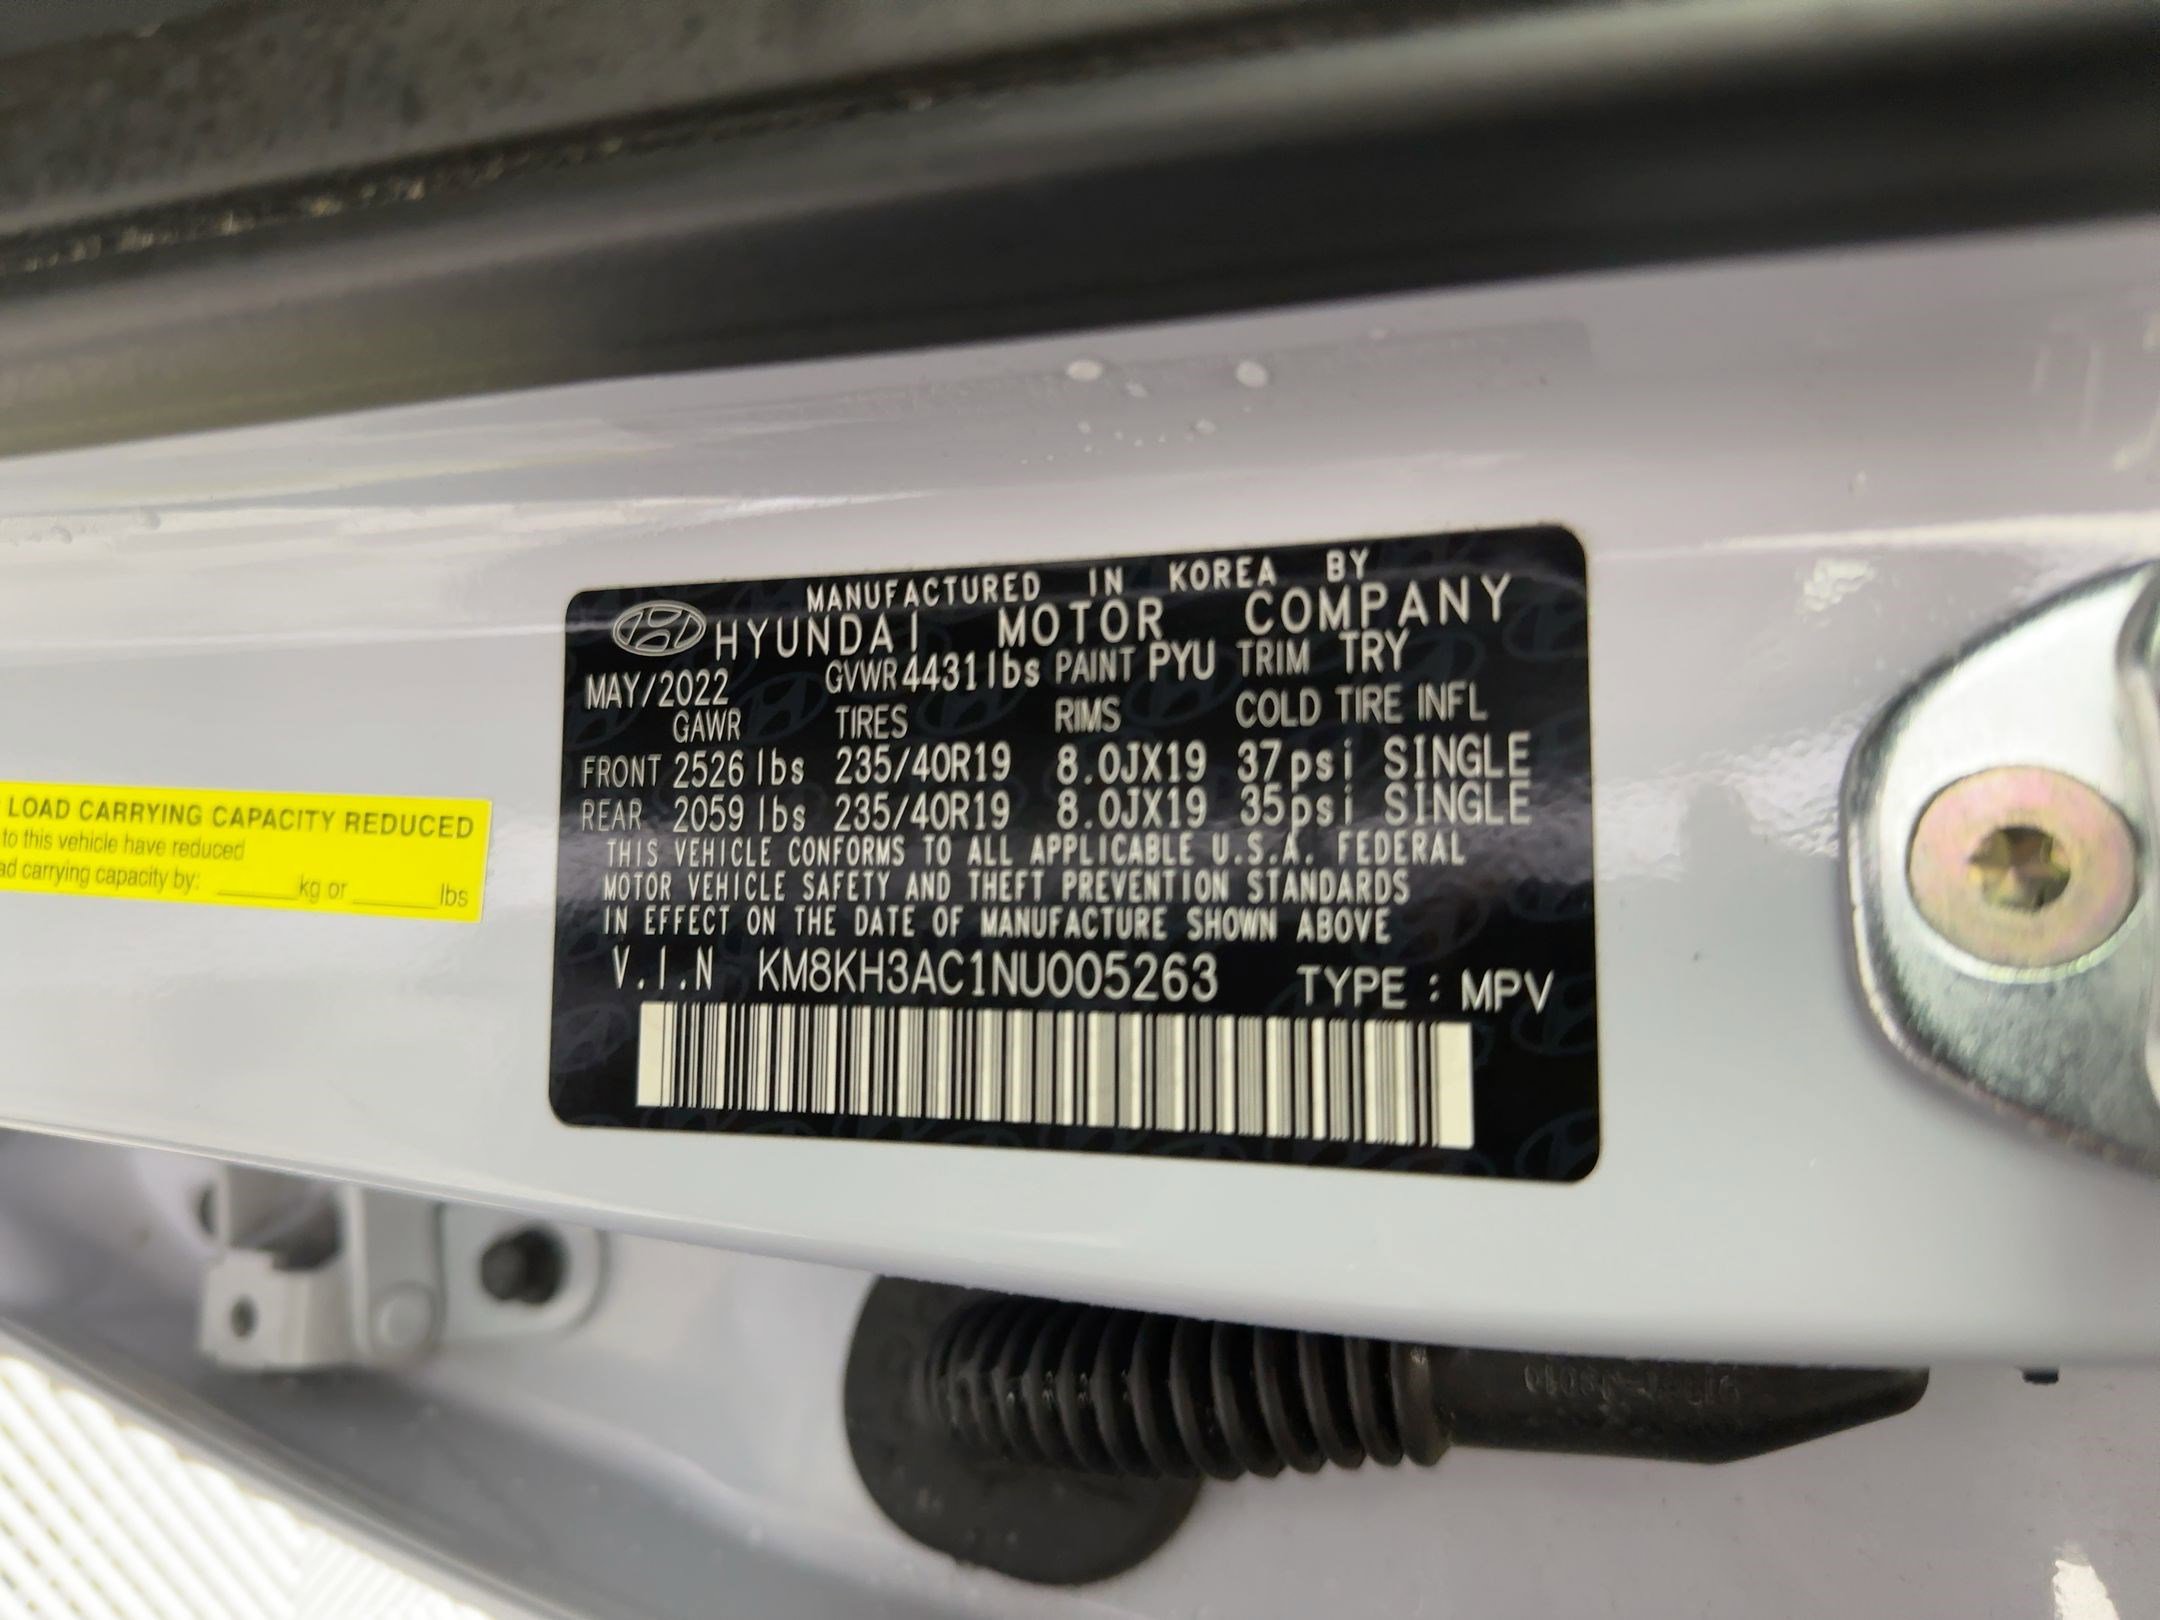 MANUFACTURED IN KOREA BY
HYUNDAI MOTOR COMPANY
MAY/2022 GVWR 4431 lbs PAINT PYU TRIM TRY
GAWR TIRES RIMS COLD TIRE INFL
FRONT 2526 lbs 235/40R19 8.0JX19 37psi SINGLE
REAR 2059 lbs 235/40R19 8.0JX19 35psi SINGLE
THIS VEHICLE CONFORMS TO ALL APPLICABLE U.S.A. FEDERAL
MOTOR VEHICLE SAFETY AND THEFT PREVENTION STANDARDS
IN EFFECT ON THE DATE OF MANUFACTURE SHOWN ABOVE
V.I.N KM8KH3AC1NU005263 TYPE : MPV
LOAD CARRYING CAPACITY REDUCED
to this vehicle have reduced
carrying capacity by: ______kg or ______lbs